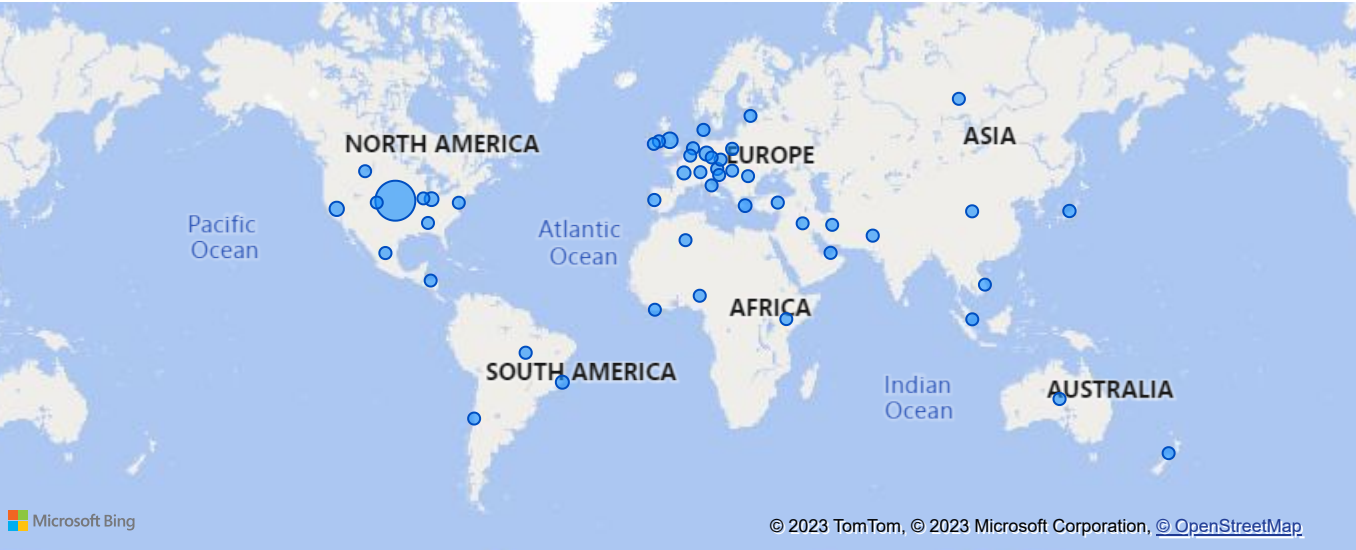 NORTH AMERICA
EUROPE
ASIA
Pacific
Ocean
Atlantic
Ocean
AFRICA
SOUTH AMERICA
Indian
Ocean
AUSTRALIA
Microsoft Bing
© 2023 TomTom, © 2023 Microsoft Corporation, © OpenStreetMap